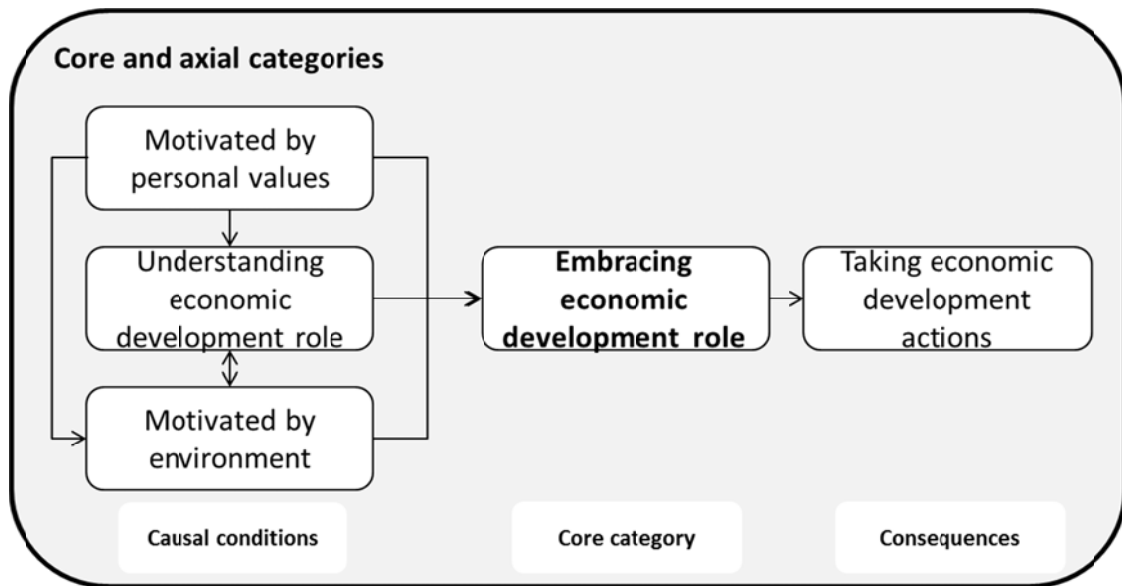 Core and axial categories
Motivated by
personal values
Understanding
economic
development role
Motivated by
environment
Embracing
economic
development role
Taking economic
development
actions
Causal conditions
Core category
Consequences